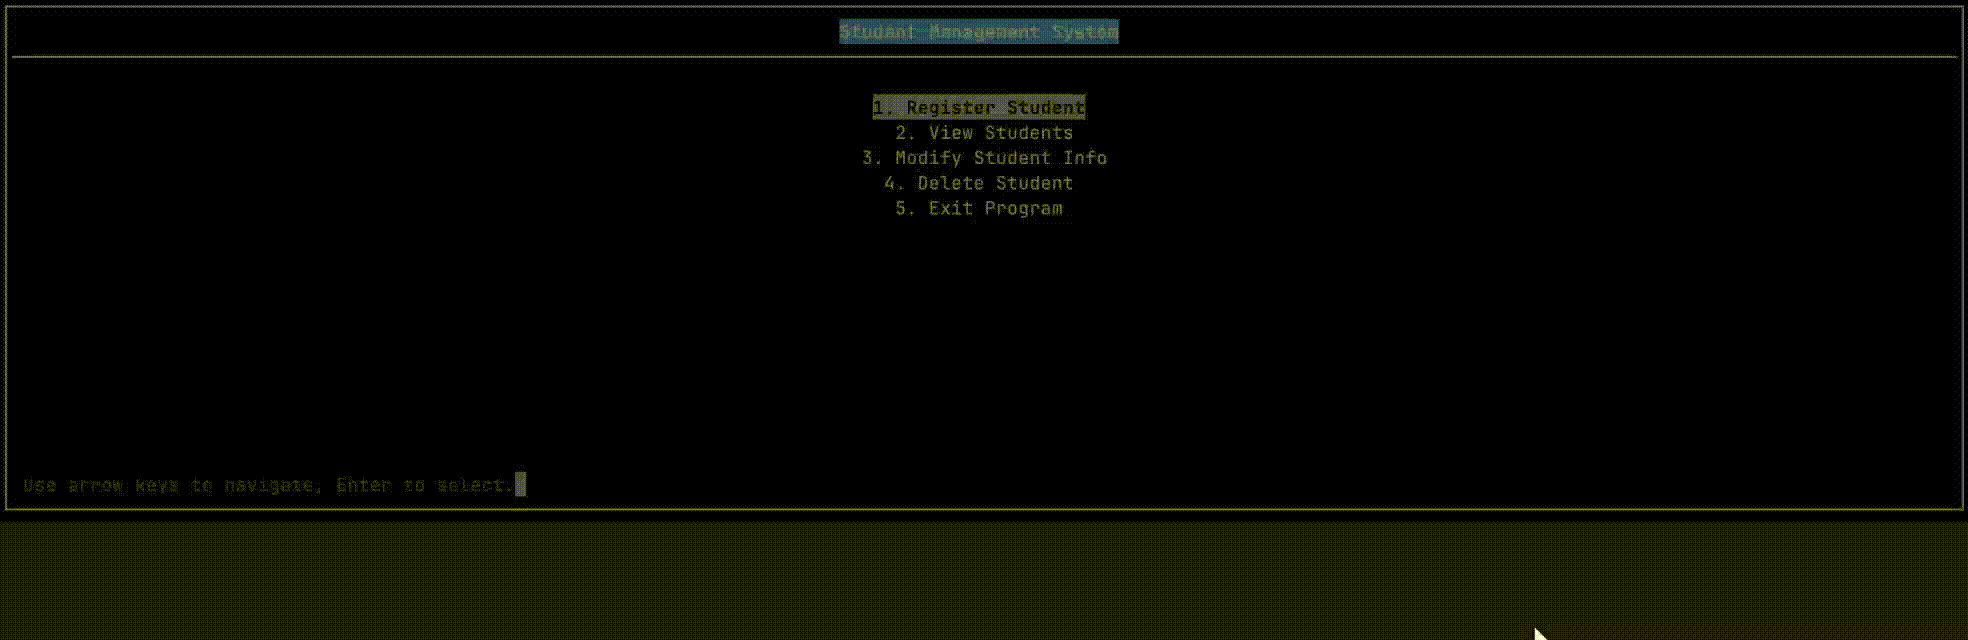 Student Management System
1. Register Student
2. View Students
3. Modify Student Info
4. Delete Student
5. Exit Program
Use arrow keys to navigate, Enter to select.